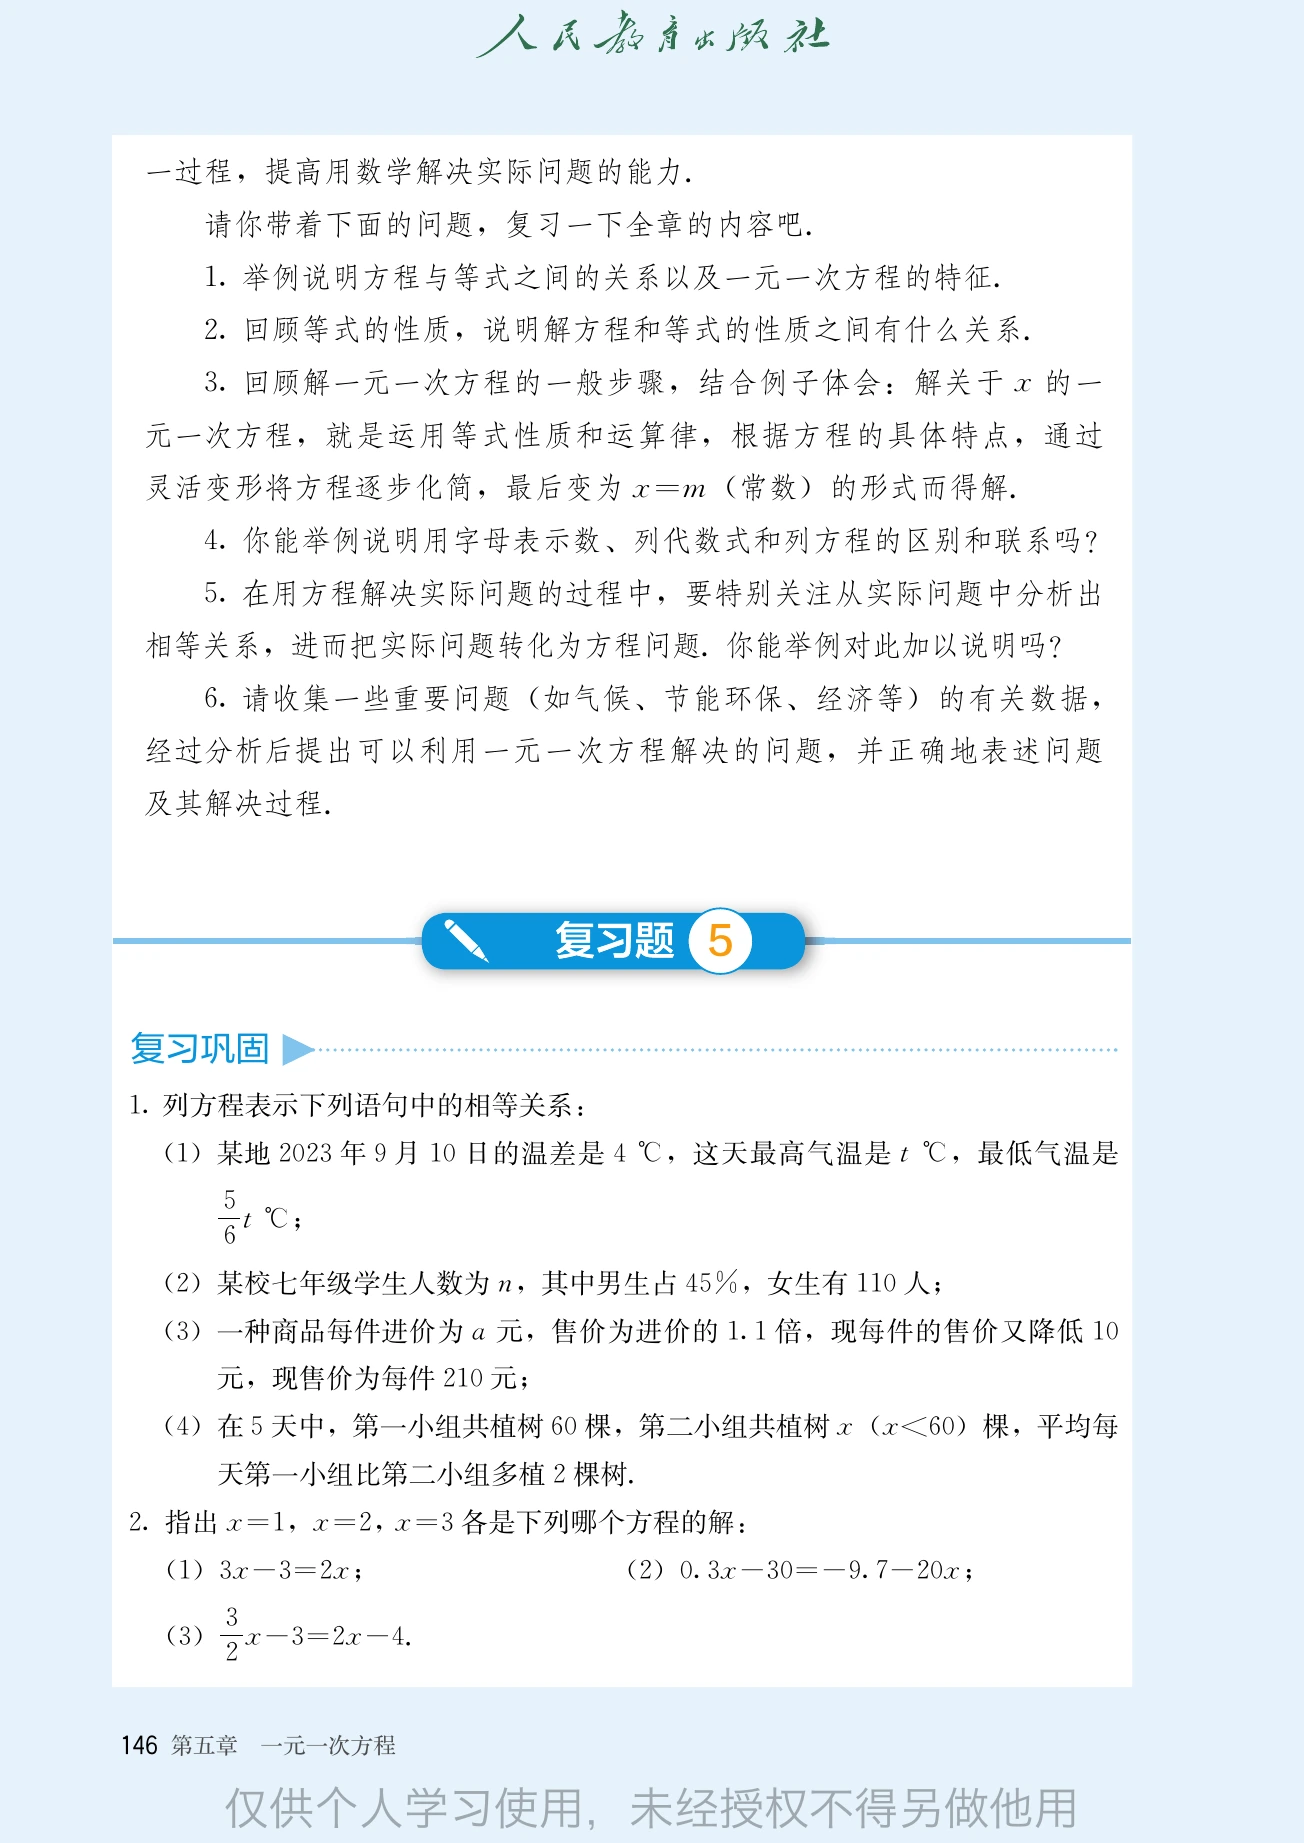 人民教育出版社
一过程，提高用数学解决实际问题的能力.
请你带着下面的问题，复习一下全章的内容吧.
1. 举例说明方程与等式之间的关系以及一元一次方程的特征.
2. 回顾等式的性质，说明解方程和等式的性质之间有什么关系.
3. 回顾解一元一次方程的一般步骤，结合例子体会：解关于 x 的一
元一次方程，就是运用等式性质和运算律，根据方程的具体特点，通过
灵活变形将方程逐步化简，最后变为 x=m（常数）的形式而得解.
4. 你能举例说明用字母表示数、列代数式和列方程的区别和联系吗？
5. 在用方程解决实际问题的过程中，要特别关注从实际问题中分析出
相等关系，进而把实际问题转化为方程问题. 你能举例对此加以说明吗？
6. 请收集一些重要问题（如气候、节能环保、经济等）的有关数据，
经过分析后提出可以利用一元一次方程解决的问题，并正确地表述问题
及其解决过程.
复习题 5
复习巩固
1. 列方程表示下列语句中的相等关系：
（1）某地 2023 年 9 月 10 日的温差是 4 ℃，这天最高气温是 t ℃，最低气温是
5/6 t ℃；
（2）某校七年级学生人数为 n，其中男生占 45%，女生有 110 人；
（3）一种商品每件进价为 a 元，售价为进价的 1.1 倍，现每件的售价又降低 10
元，现售价为每件 210 元；
（4）在 5 天中，第一小组共植树 60 棵，第二小组共植树 x（x<60）棵，平均每
天第一小组比第二小组多植 2 棵树.
2. 指出 x=1，x=2，x=3 各是下列哪个方程的解：
（1）3x-3=2x；（2）0.3x-30=-9.7-20x；
（3）3/2 x-3=2x-4.
146 第五章 一元一次方程
仅供个人学习使用，未经授权不得另做他用